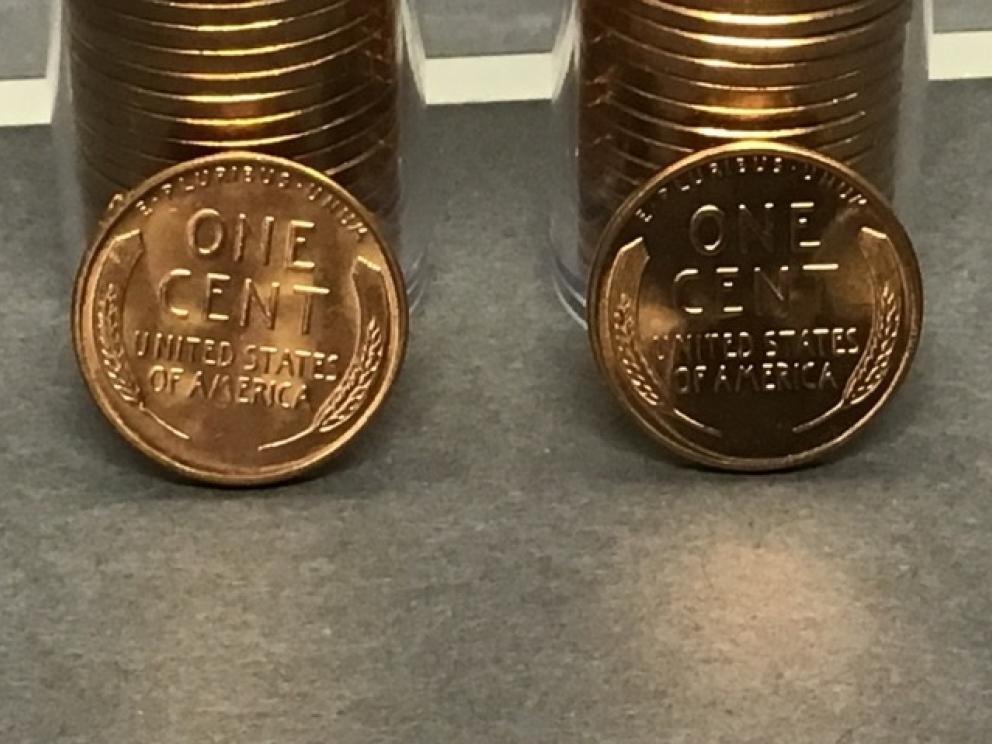 E·PLURIBUS·UNUM
ONE
CENT
UNITED STATES
OF AMERICA
E·PLURIBUS·UNUM
ONE
CENT
UNITED STATES
OF AMERICA